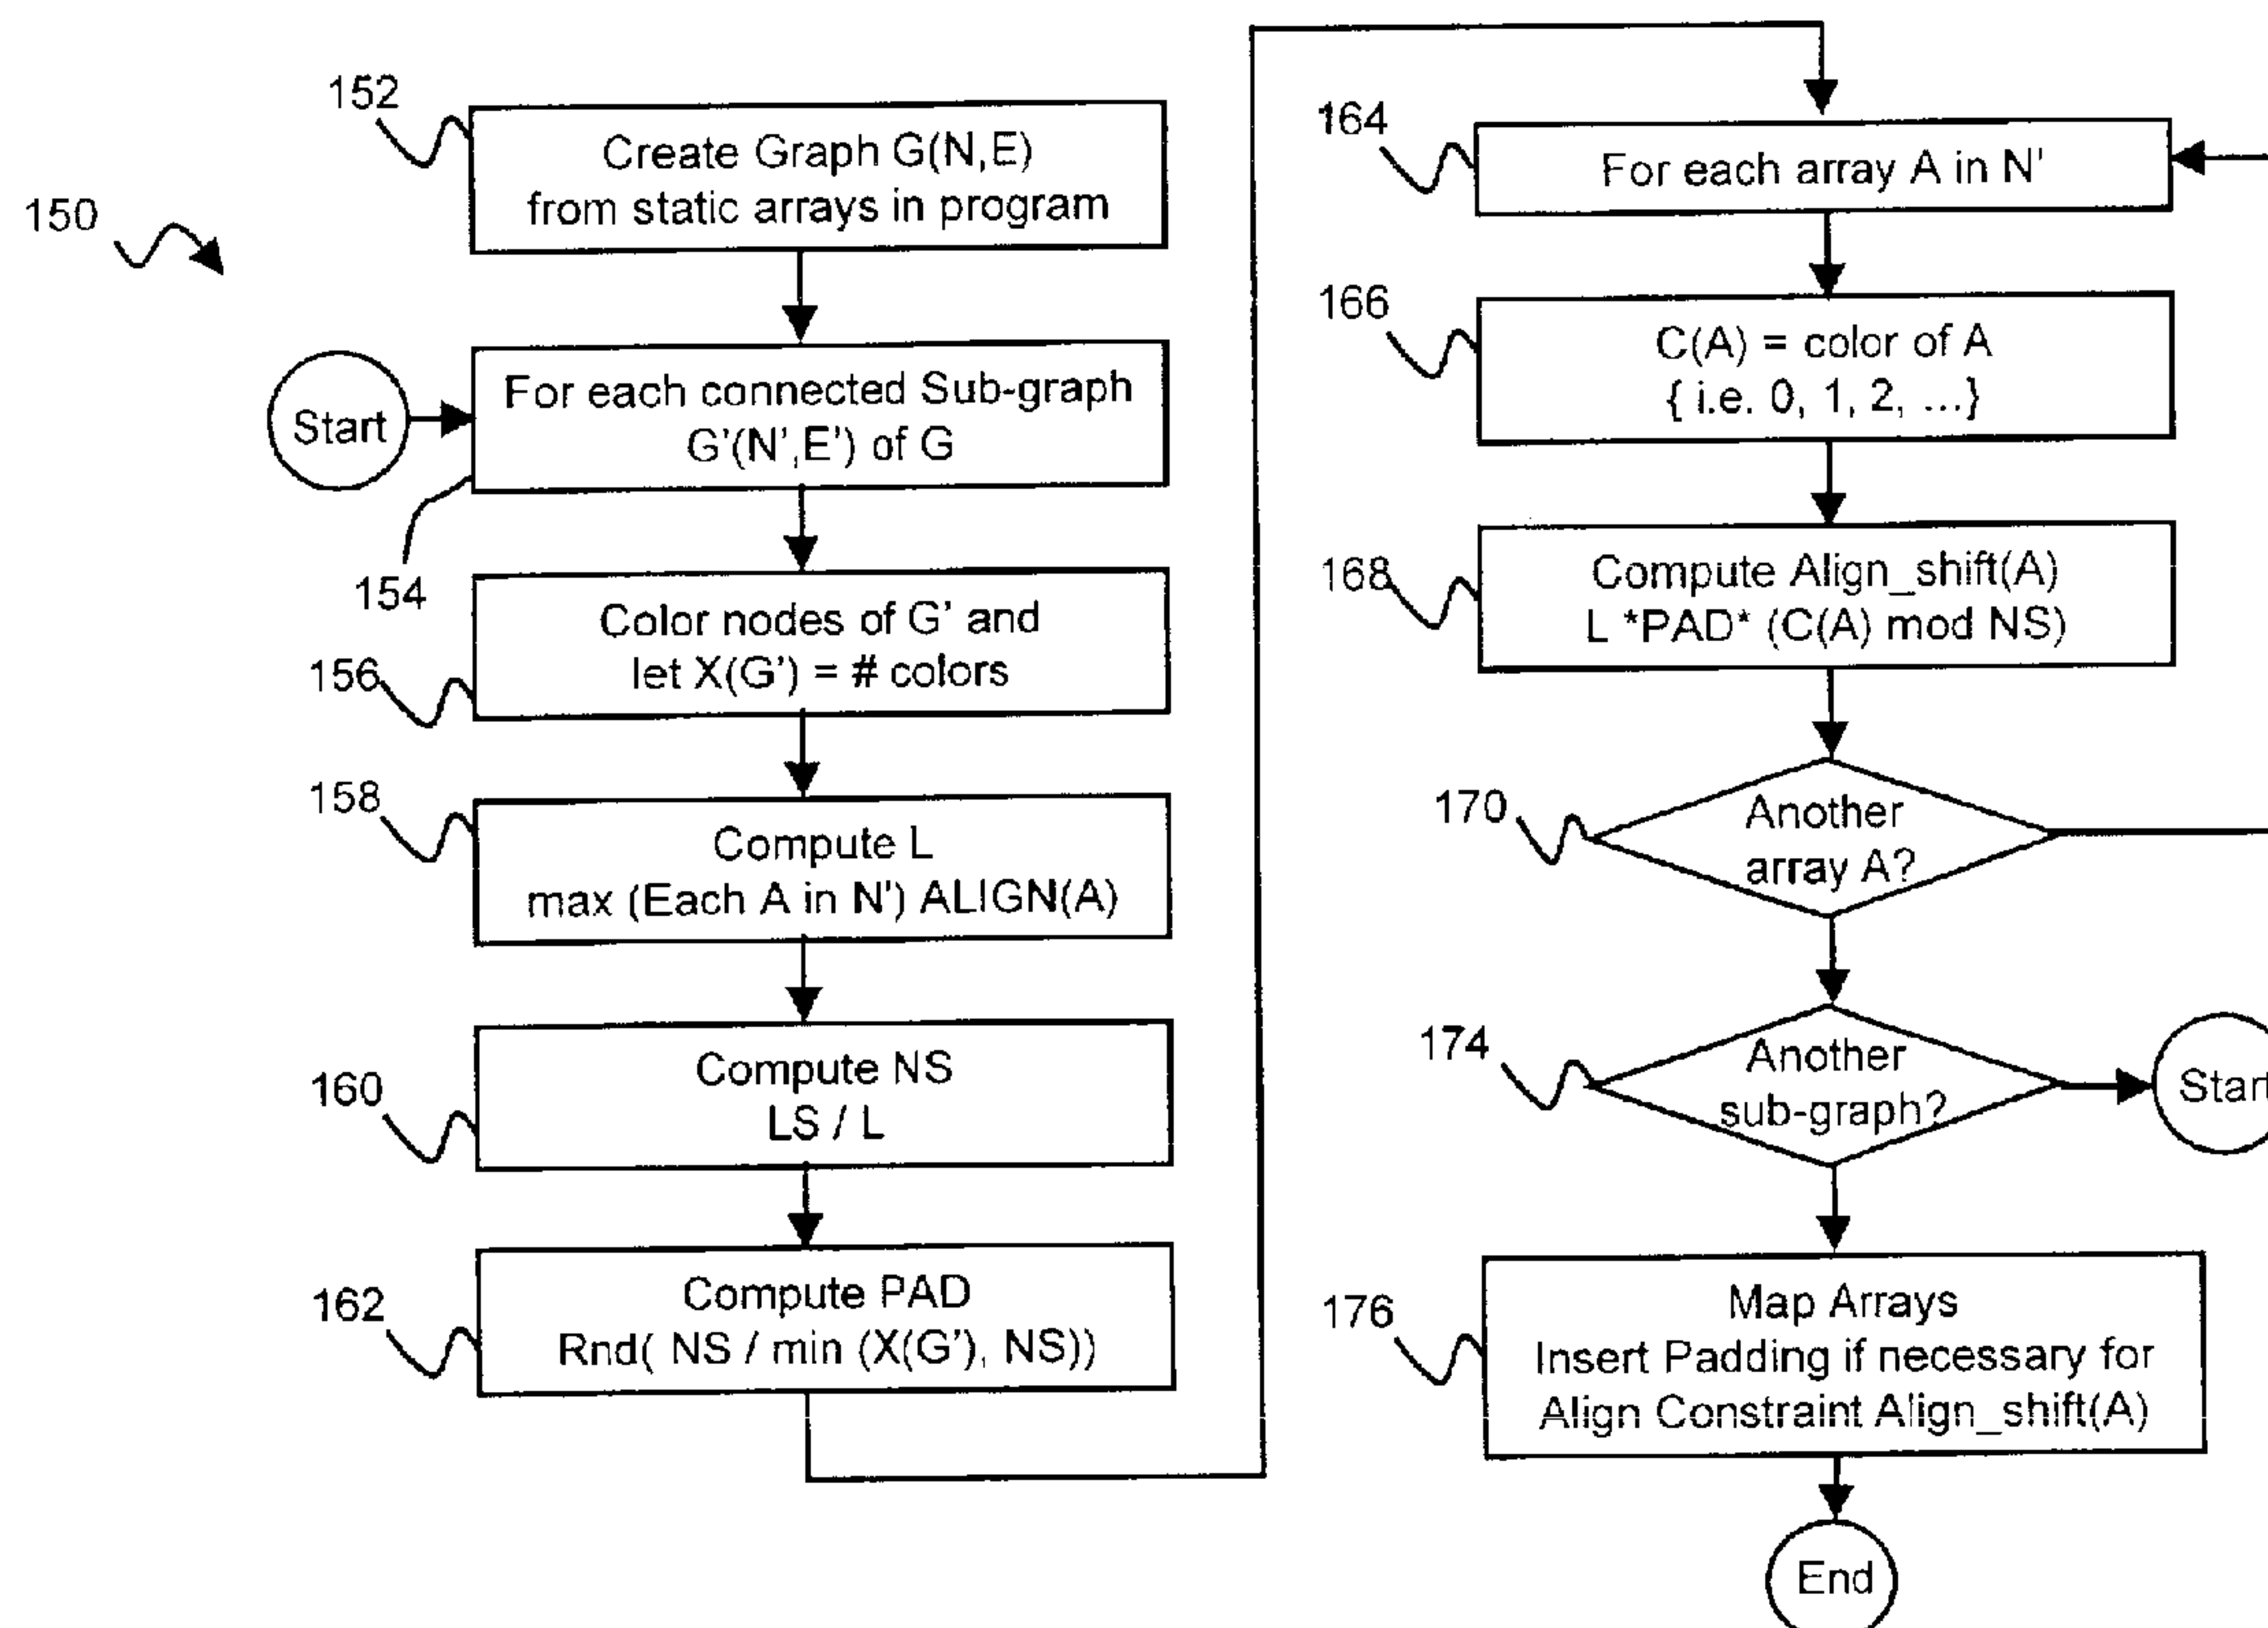 150
152
Create Graph G(N,E)
from static arrays in program
Start
For each connected Sub-graph
G'(N',E') of G
154
Color nodes of G' and
let X(G') = # colors
156
158
Compute L
max (Each A in N') ALIGN(A)
160
Compute NS
LS / L
162
Compute PAD
Rnd( NS / min (X(G'), NS))
164
For each array A in N'
166
C(A) = color of A
{ i.e. 0, 1, 2, ...}
168
Compute Align_shift(A)
L *PAD* (C(A) mod NS)
170
Another
array A?
174
Another
sub-graph?
Start
176
Map Arrays
Insert Padding if necessary for
Align Constraint Align_shift(A)
End